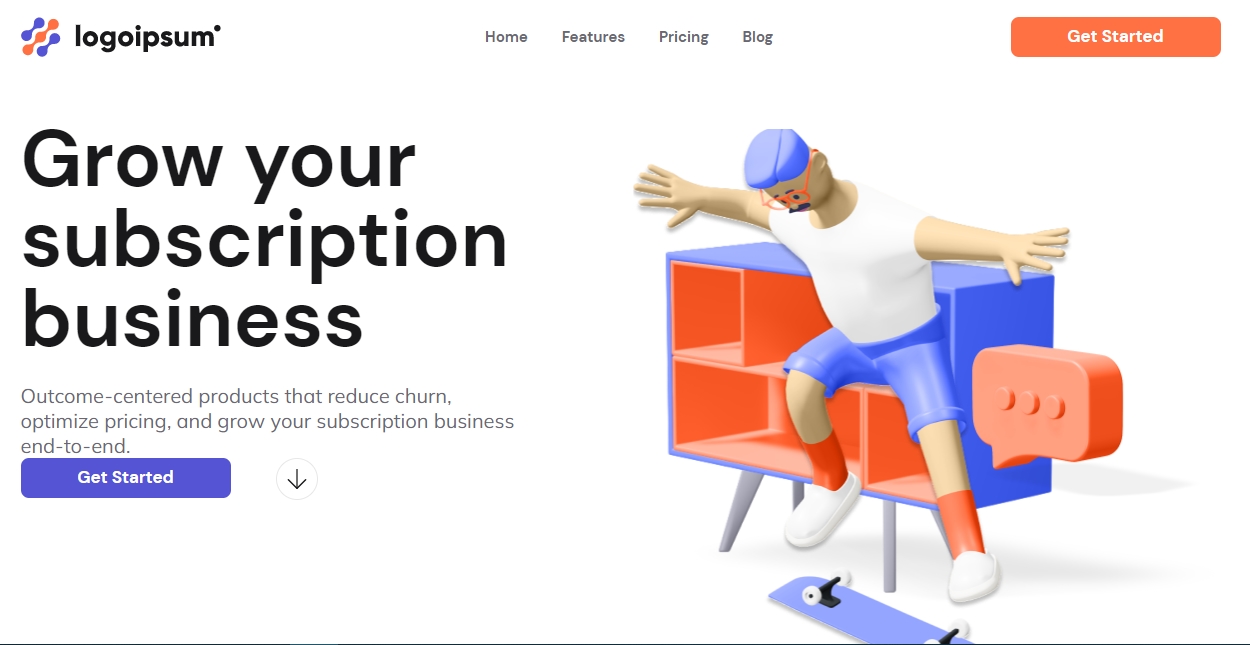 logoipsum
Home Features Pricing Blog
Get Started
Grow your
subscription
business
Outcome-centered products that reduce churn,
optimize pricing, and grow your subscription business
end-to-end.
Get Started